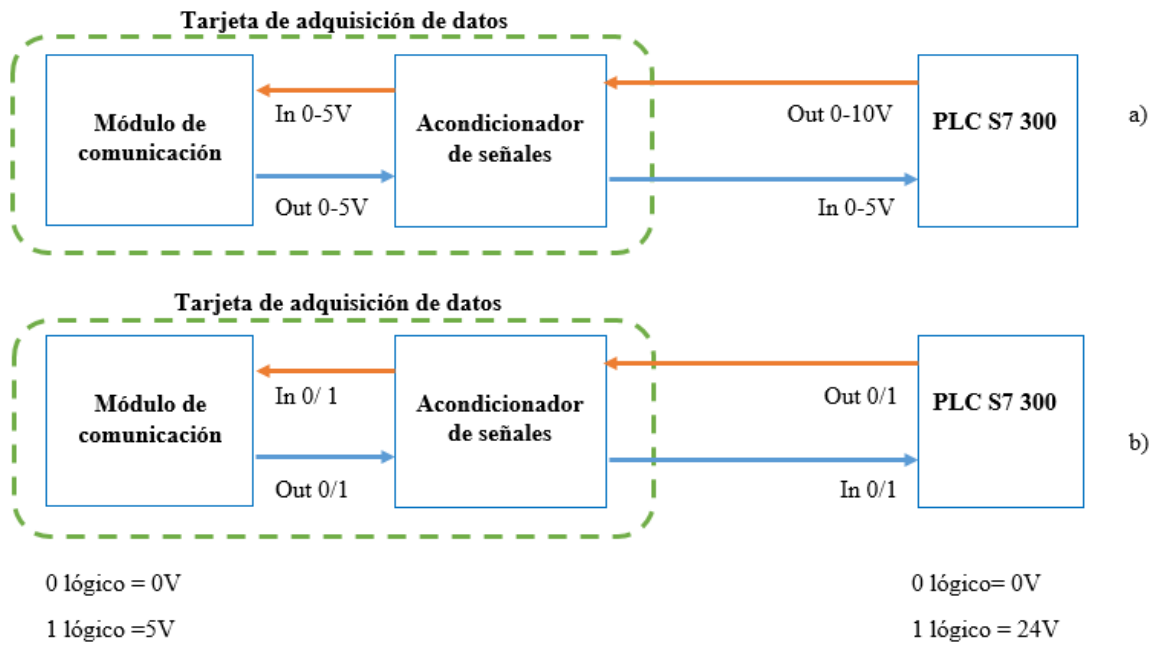 Tarjeta de adquisición de datos
Módulo de
comunicación
In 0-5V
Out 0-5V
Acondicionador
de señales
Out 0-10V
In 0-5V
PLC S7 300
a)
Tarjeta de adquisición de datos
Módulo de
comunicación
In 0/ 1
Out 0/1
Acondicionador
de señales
Out 0/1
In 0/1
PLC S7 300
b)
0 lógico = 0V
1 lógico =5V
0 lógico= 0V
1 lógico = 24V